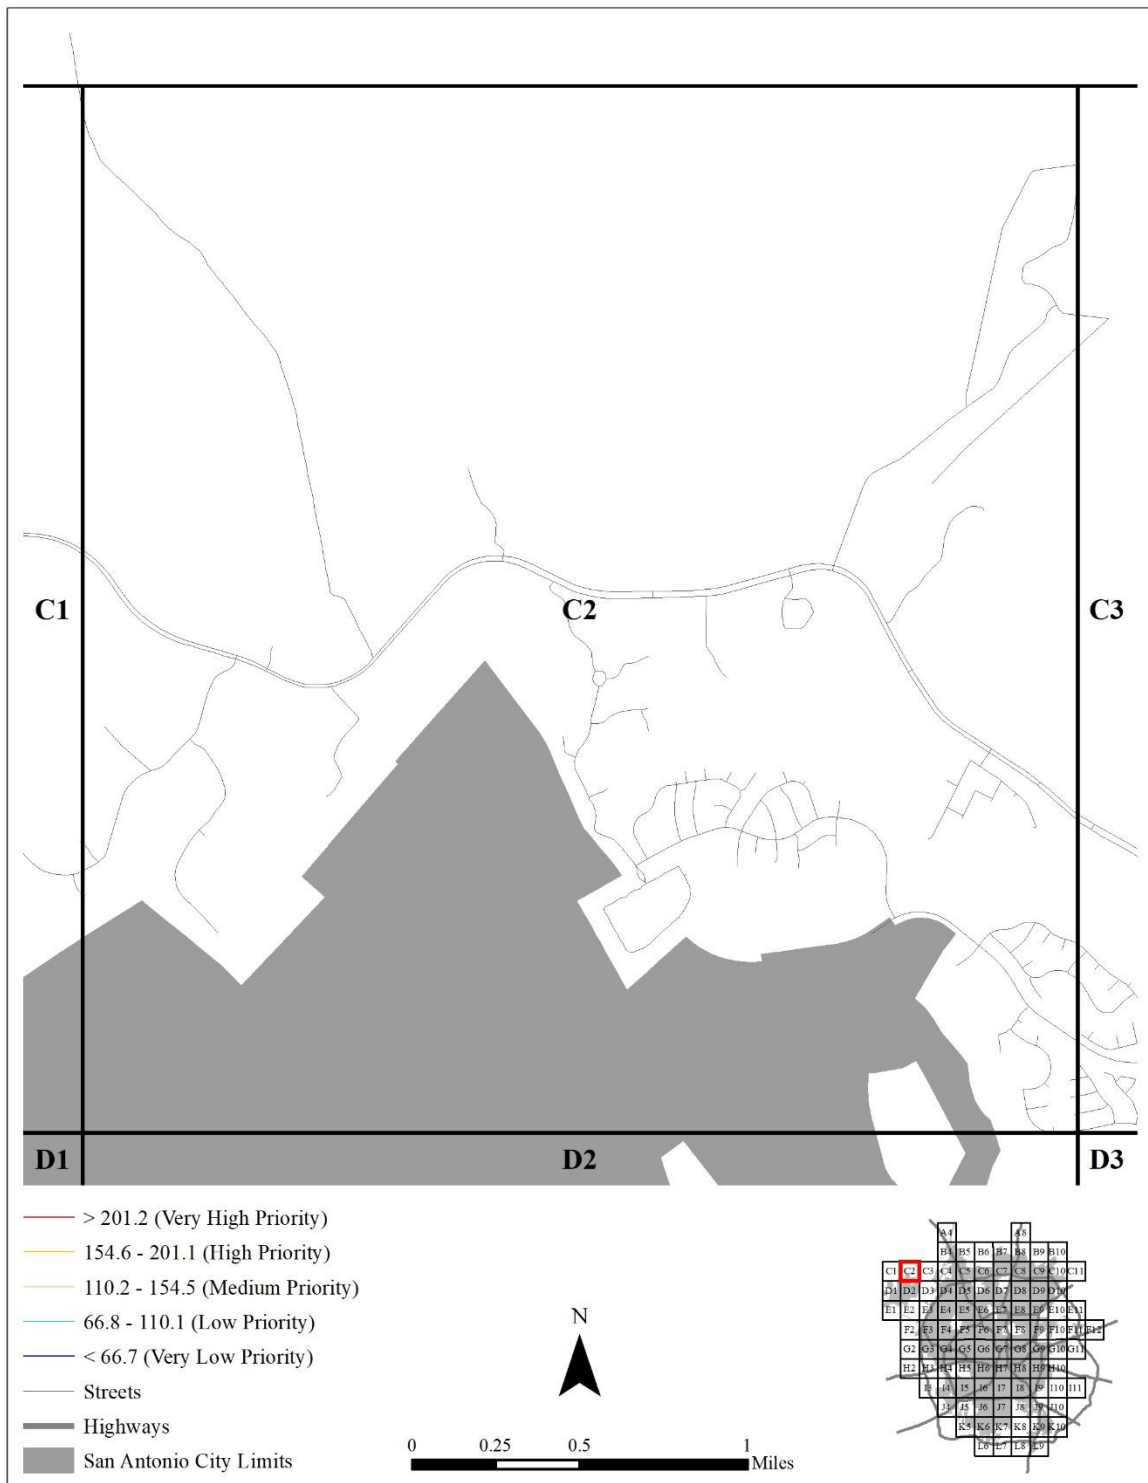 C1 C2 C3
D1 D2 D3
> 201.2 (Very High Priority)
154.6 - 201.1 (High Priority)
110.2 - 154.5 (Medium Priority)
66.8 - 110.1 (Low Priority)
< 66.7 (Very Low Priority)
Streets
Highways
San Antonio City Limits
N
0 0.25 0.5 1
Miles
A4 A8
B4 B5 B6 B7 B8 B9 B10
C1 C2 C3 C4 C5 C6 C7 C8 C9 C10 C11
D1 D2 D3 D4 D5 D6 D7 D8 D9 D10
E1 E2 E3 E4 E5 E6 E7 E8 E9 E10 E11
F2 F3 F4 F5 F6 F7 F8 F9 F10 F11 F12
G2 G3 G4 G5 G6 G7 G8 G9 G10 G11
H2 H3 H4 H5 H6 H7 H8 H9 H10
I3 I4 I5 I6 I7 I8 I9 I10 I11
J4 J5 J6 J7 J8 J9 J10
K5 K6 K7 K8 K9 K10
L6 L7 L8 L9